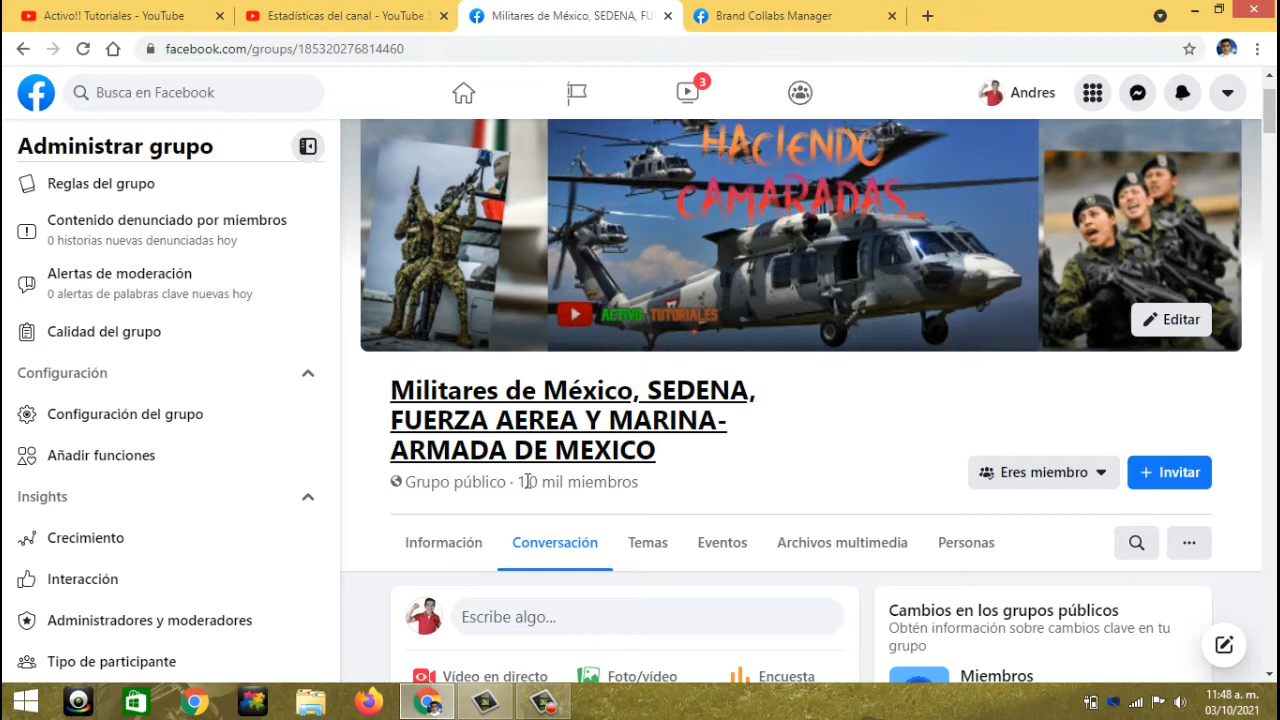 Activo!! Tutoriales - YouTube
Estadísticas del canal - YouTube S
Militares de México, SEDENA, FU
Brand Collabs Manager
facebook.com/groups/185320276814460
Busca en Facebook
3
Andres
Administrar grupo
Reglas del grupo
Contenido denunciado por miembros
0 historias nuevas denunciadas hoy
Alertas de moderación
0 alertas de palabras clave nuevas hoy
Calidad del grupo
Configuración
Configuración del grupo
Añadir funciones
Insights
Crecimiento
Interacción
Administradores y moderadores
Tipo de participante
HACIENDO
CAMARADAS
ACTIVO TUTORIALES
Editar
Militares de México, SEDENA,
FUERZA AEREA Y MARINA-
ARMADA DE MEXICO
Grupo público · mil miembros
Eres miembro
+ Invitar
Información
Conversación
Temas
Eventos
Archivos multimedia
Personas
Escribe algo...
Vídeo en directo
Foto/vídeo
Encuesta
Cambios en los grupos públicos
Obtén información sobre cambios clave en tu
grupo
Miembros
11:48 a. m.
03/10/2021